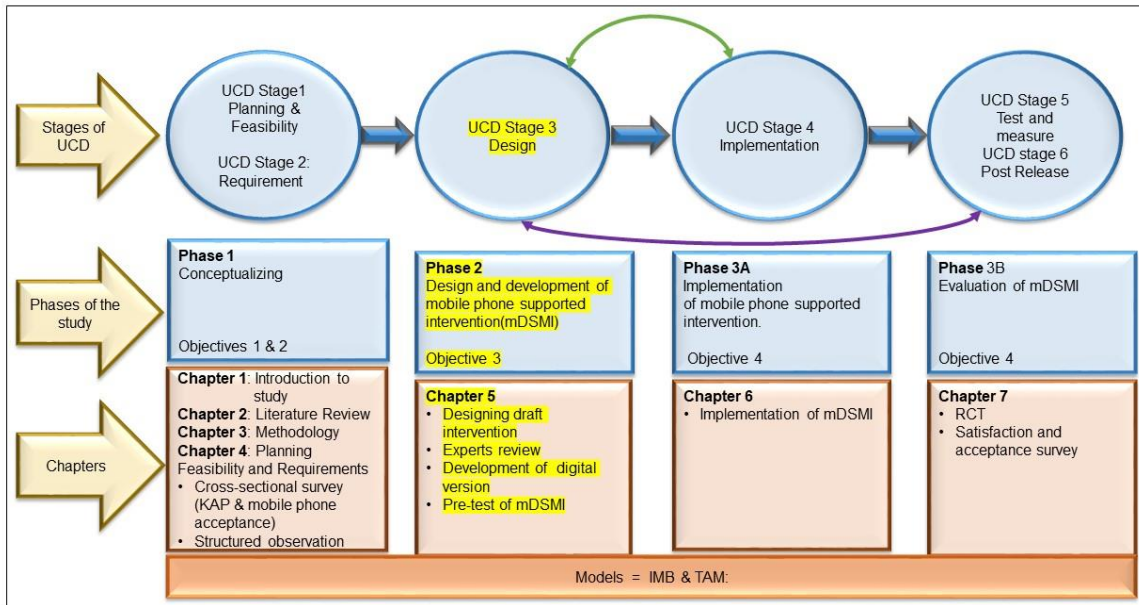 Stages of
UCD
UCD Stage1
Planning &
Feasibility
UCD Stage 2:
Requirement
UCD Stage 3
Design
UCD Stage 4
Implementation
UCD Stage 5
Test and
measure
UCD stage 6
Post Release
Phases of the
study
Phase 1
Conceptualizing
Objectives 1 & 2
Phase 2
Design and development of
mobile phone supported
intervention(mDSMI)
Objective 3
Phase 3A
Implementation
of mobile phone supported
intervention.
Objective 4
Phase 3B
Evaluation of mDSMI
Objective 4
Chapters
Chapter 1: Introduction to
study
Chapter 2: Literature Review
Chapter 3: Methodology
Chapter 4: Planning
Feasibility and Requirements
• Cross-sectional survey
(KAP & mobile phone
acceptance)
• Structured observation
Chapter 5
• Designing draft
intervention
• Experts review
• Development of digital
version
• Pre-test of mDSMI
Chapter 6
• Implementation of mDSMI
Chapter 7
• RCT
• Satisfaction and
acceptance survey
Models = IMB & TAM: